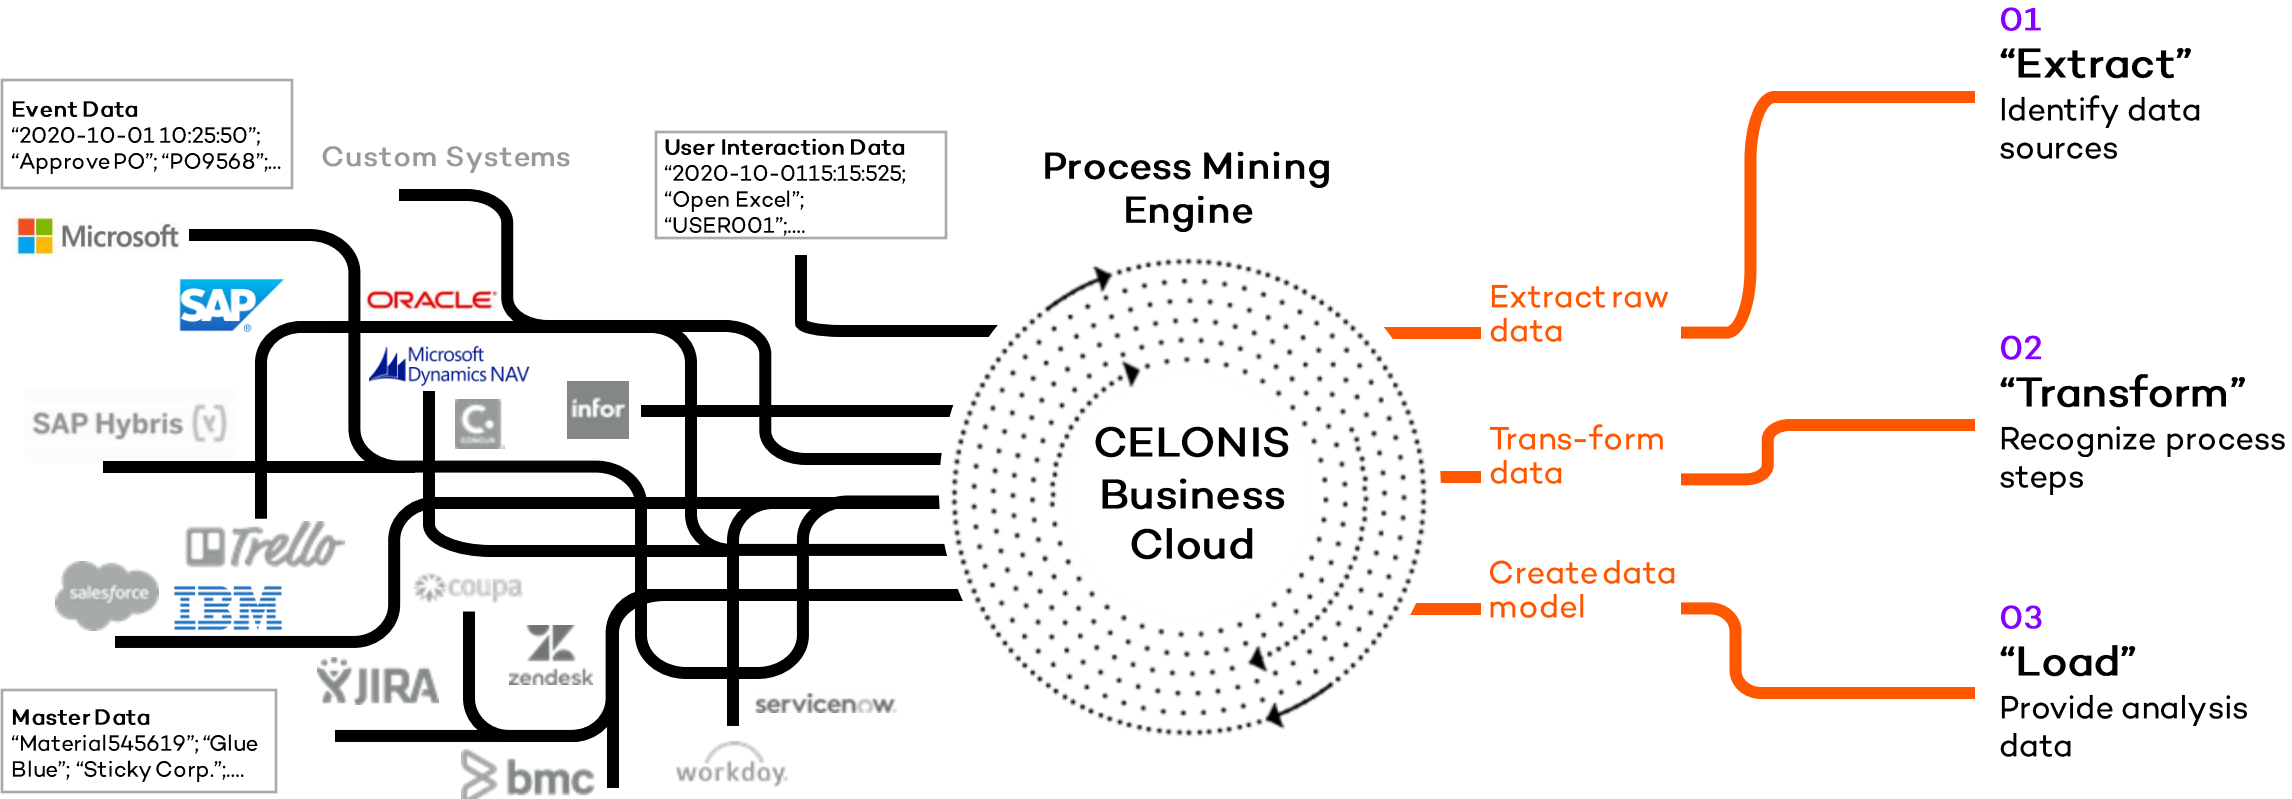 Event Data
“2020-10-01 10:25:50”;
“Approve PO”; “PO9568”;...
Custom Systems
Microsoft
SAP®
ORACLE
Microsoft
Dynamics NAV
SAP Hybris (Y)
C.
CONCUR
infor
Trello
salesforce
IBM
coupa
JIRA
zendesk
servicenow
bmc
workday.
Master Data
“Material545619”; “Glue
Blue”; “Sticky Corp.”;....
User Interaction Data
“2020-10-0115:15:525;
“Open Excel”;
“USER001”;....
Process Mining
Engine
CELONIS
Business
Cloud
Extract raw
data
Trans-form
data
Create data
model
01
“Extract”
Identify data
sources
02
“Transform”
Recognize process
steps
03
“Load”
Provide analysis
data